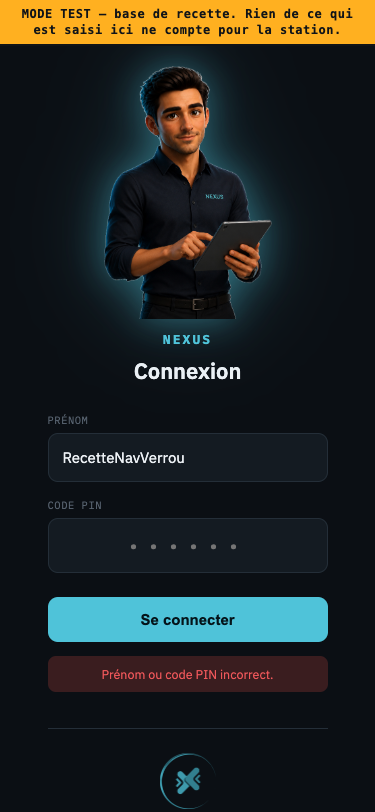 MODE TEST — base de recette. Rien de ce qui
est saisi ici ne compte pour la station.
NEXUS
NEXUS
Connexion
PRÉNOM
RecetteNavVerrou
CODE PIN
Se connecter
Prénom ou code PIN incorrect.